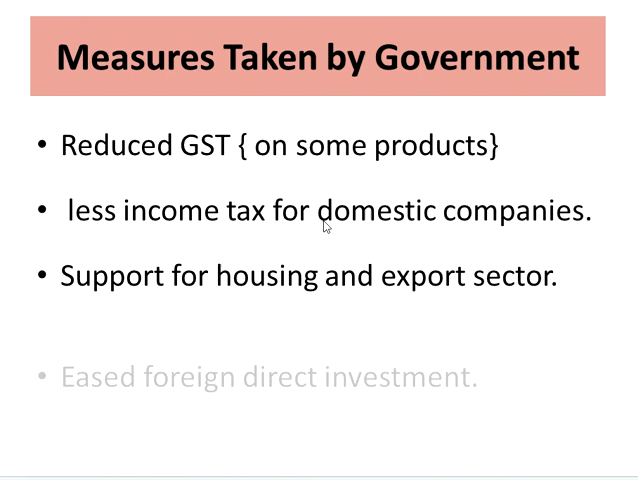 Measures Taken by Government
• Reduced GST { on some products}
• less income tax for domestic companies.
• Support for housing and export sector.
• Eased foreign direct investment.